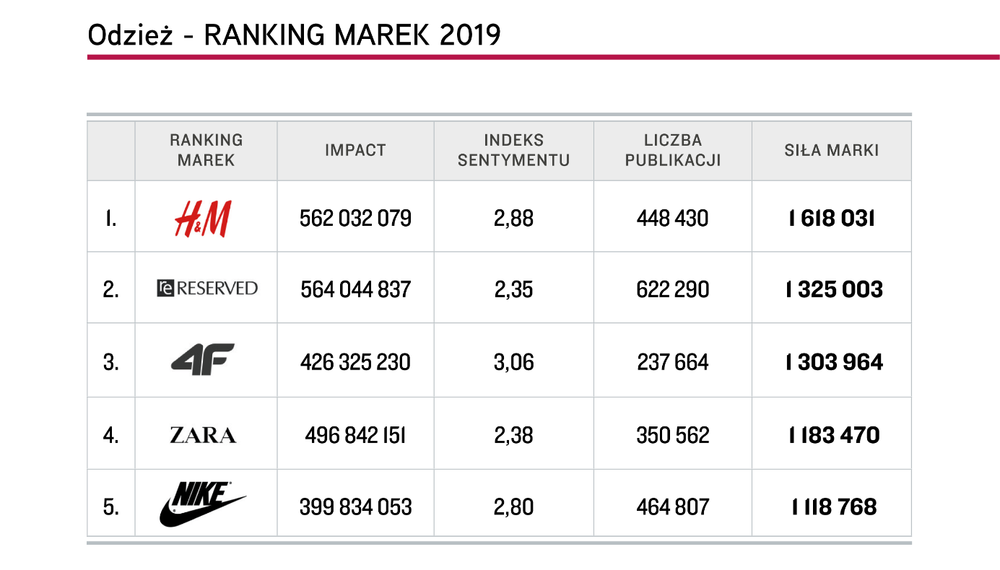 Odzież - RANKING MAREK 2019
RANKING
MAREK
IMPACT
INDEKS
SENTYMENTU
LICZBA
PUBLIKACJI
SIŁA MARKI
1. H&M 562 032 079 2,88 448 430 1 618 031
2. re RESERVED 564 044 837 2,35 622 290 1 325 003
3. 4F 426 325 230 3,06 237 664 1 303 964
4. ZARA 496 842 151 2,38 350 562 1 183 470
5. NIKE 399 834 053 2,80 464 807 1 118 768